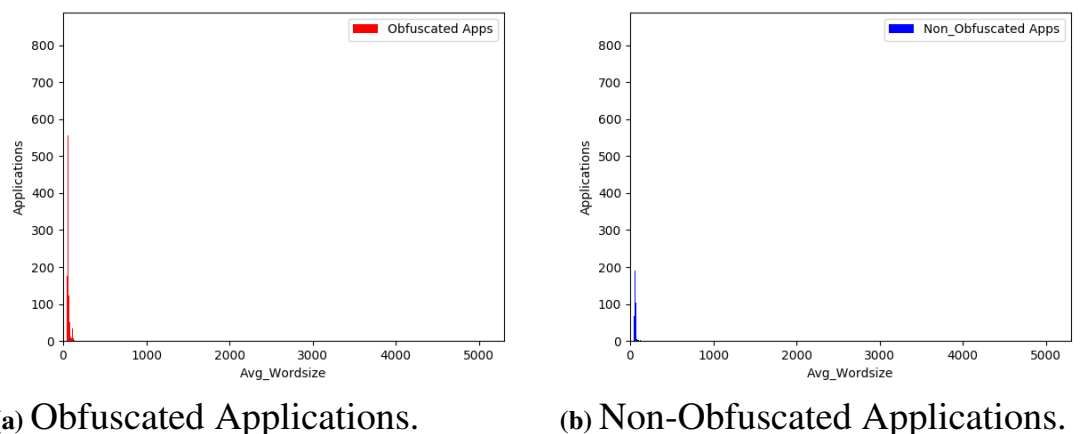 Obfuscated Apps
800
700
600
500
400
300
200
100
0
Applications
0 1000 2000 3000 4000 5000
Avg_Wordsize
(a) Obfuscated Applications.
Non_Obfuscated Apps
800
700
600
500
400
300
200
100
0
Applications
0 1000 2000 3000 4000 5000
Avg_Wordsize
(b) Non-Obfuscated Applications.